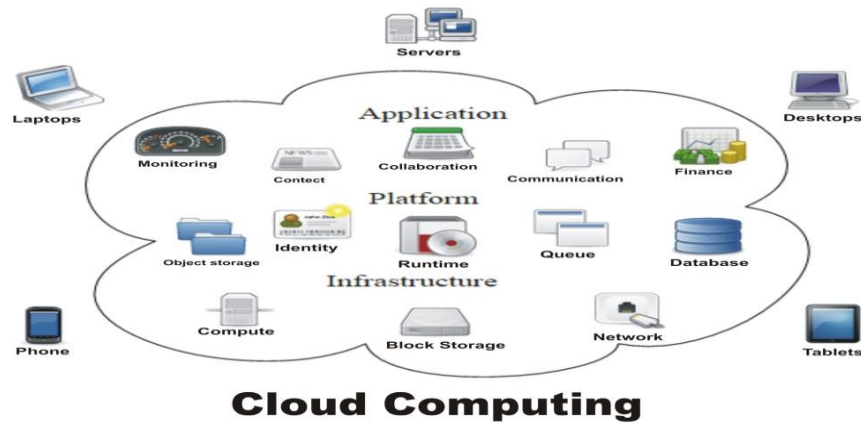 Servers
Laptops
Desktops
Application
Monitoring
NEWS
Contect
Collaboration
Communication
Finance
Platform
John Doe
Object storage
Identity
Runtime
Queue
Database
Infrastructure
Compute
Block Storage
Network
Phone
Tablets
Cloud Computing